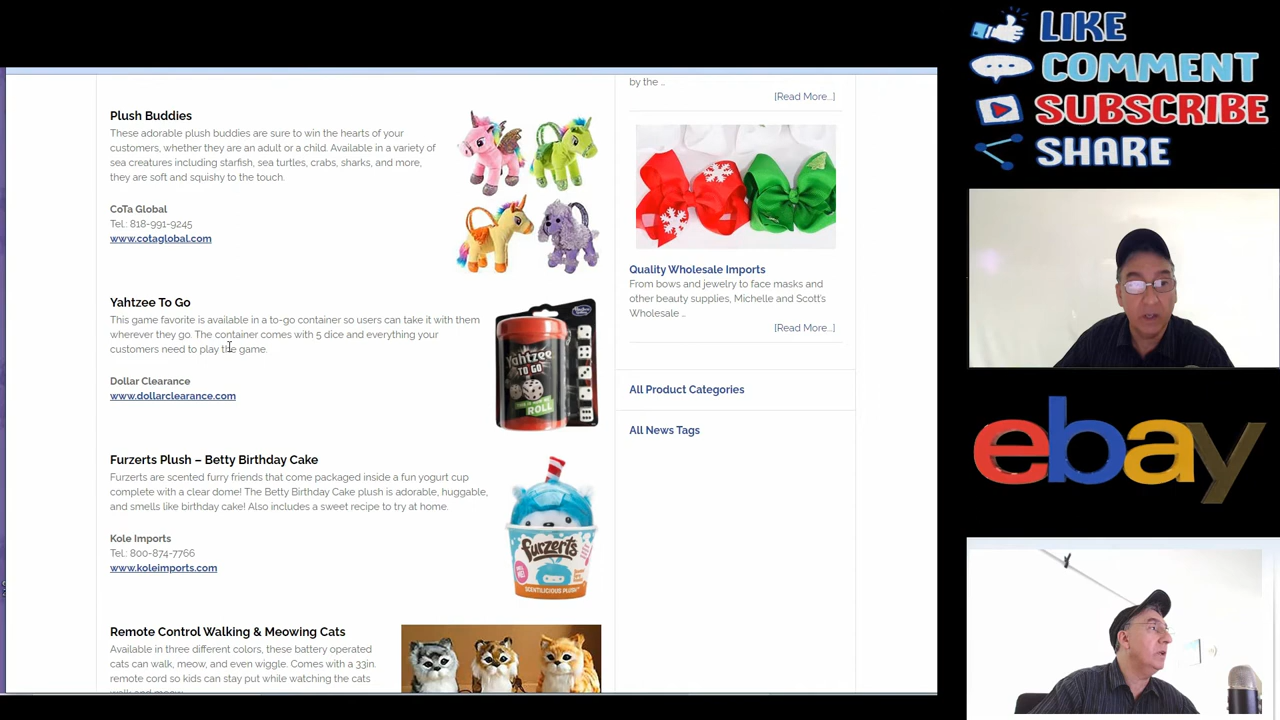 Plush Buddies
These adorable plush buddies are sure to win the hearts of your
customers, whether they are an adult or a child. Available in a variety of
sea creatures including starfish, sea turtles, crabs, sharks, and more,
they are soft and squishy to the touch.
CoTa Global
Tel.: 818-991-9245
www.cotaglobal.com
Yahtzee To Go
This game favorite is available in a to-go container so users can take it with them
wherever they go. The container comes with 5 dice and everything your
customers need to play the game.
Dollar Clearance
www.dollarclearance.com
Yahtzee
TO GO
ROLL
Furzerts Plush – Betty Birthday Cake
Furzerts are scented furry friends that come packaged inside a fun yogurt cup
complete with a clear dome! The Betty Birthday Cake plush is adorable, huggable,
and smells like birthday cake! Also includes a sweet recipe to try at home.
Kole Imports
Tel.: 800-874-7766
www.koleimports.com
furzerts
SCENTILICIOUS PLUSH
Remote Control Walking & Meowing Cats
Available in three different colors, these battery operated
cats can walk, meow, and even wiggle. Comes with a 33in.
remote cord so kids can stay put while watching the cats
walk and meow.
by the ...
[Read More...]
Quality Wholesale Imports
From bows and jewelry to face masks and
other beauty supplies, Michelle and Scott's
Wholesale ...
[Read More...]
All Product Categories
All News Tags
LIKE
COMMENT
SUBSCRIBE
SHARE
ebay